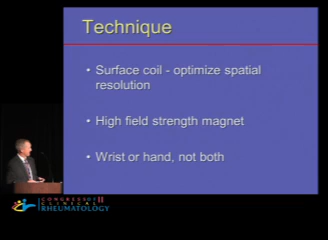 Technique
• Surface coil - optimize spatial
resolution
• High field strength magnet
• Wrist or hand, not both
CONGRESS OF II
CLINICAL
RHEUMATOLOGY